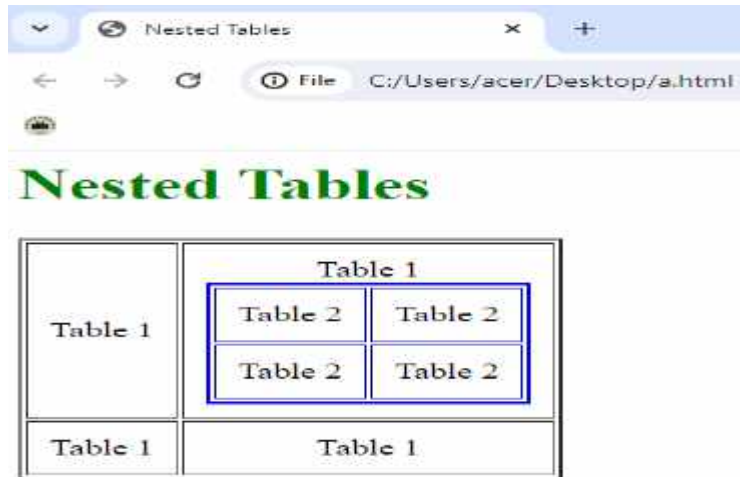 Nested Tables
File C:/Users/acer/Desktop/a.html
Nested Tables
Table 1
Table 1
Table 2 Table 2
Table 2 Table 2
Table 1 Table 1